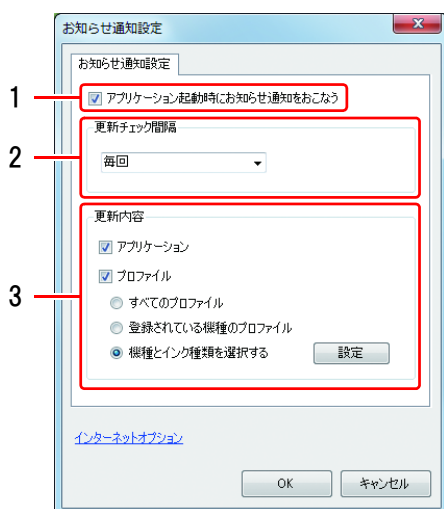 お知らせ通知設定
お知らせ通知設定
1
アプリケーション起動時にお知らせ通知をおこなう
更新チェック間隔
2
毎回
更新内容
アプリケーション
プロファイル
3
すべてのプロファイル
登録されている機種のプロファイル
機種とインク種類を選択する 設定
インターネットオプション
OK キャンセル